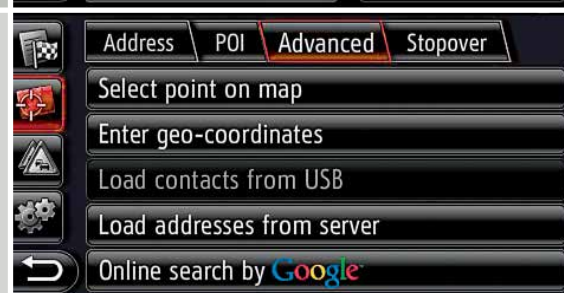 Address POI Advanced Stopover
Select point on map
Enter geo-coordinates
Load contacts from USB
Load addresses from server
Online search by Google